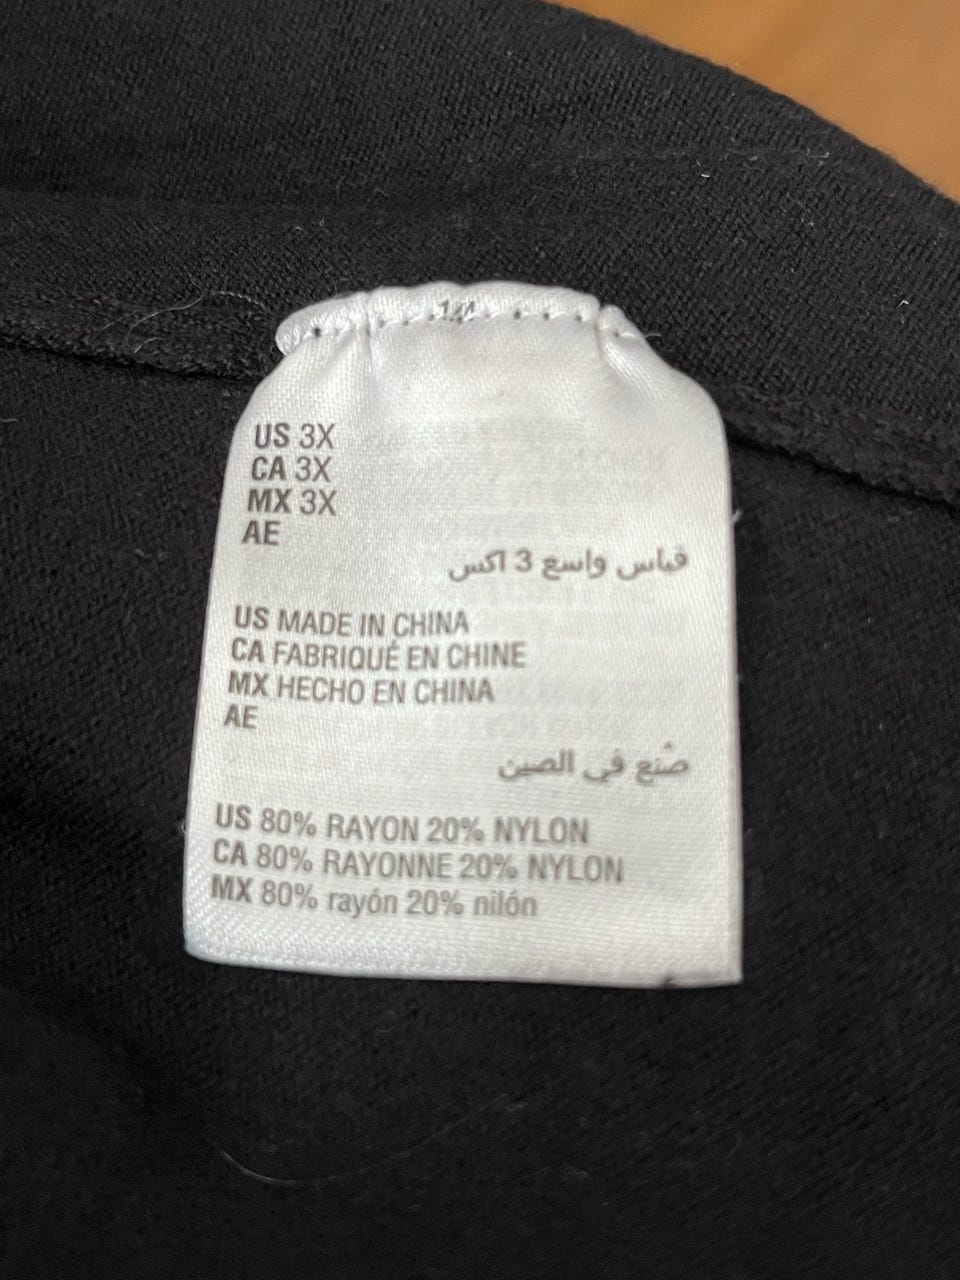 US 3X
CA 3X
MX 3X
AE
قياس واسع 3 اكس
US MADE IN CHINA
CA FABRIQUÉ EN CHINE
MX HECHO EN CHINA
AE
صُنع في الصين
US 80% RAYON 20% NYLON
CA 80% RAYONNE 20% NYLON
MX 80% rayón 20% nilón